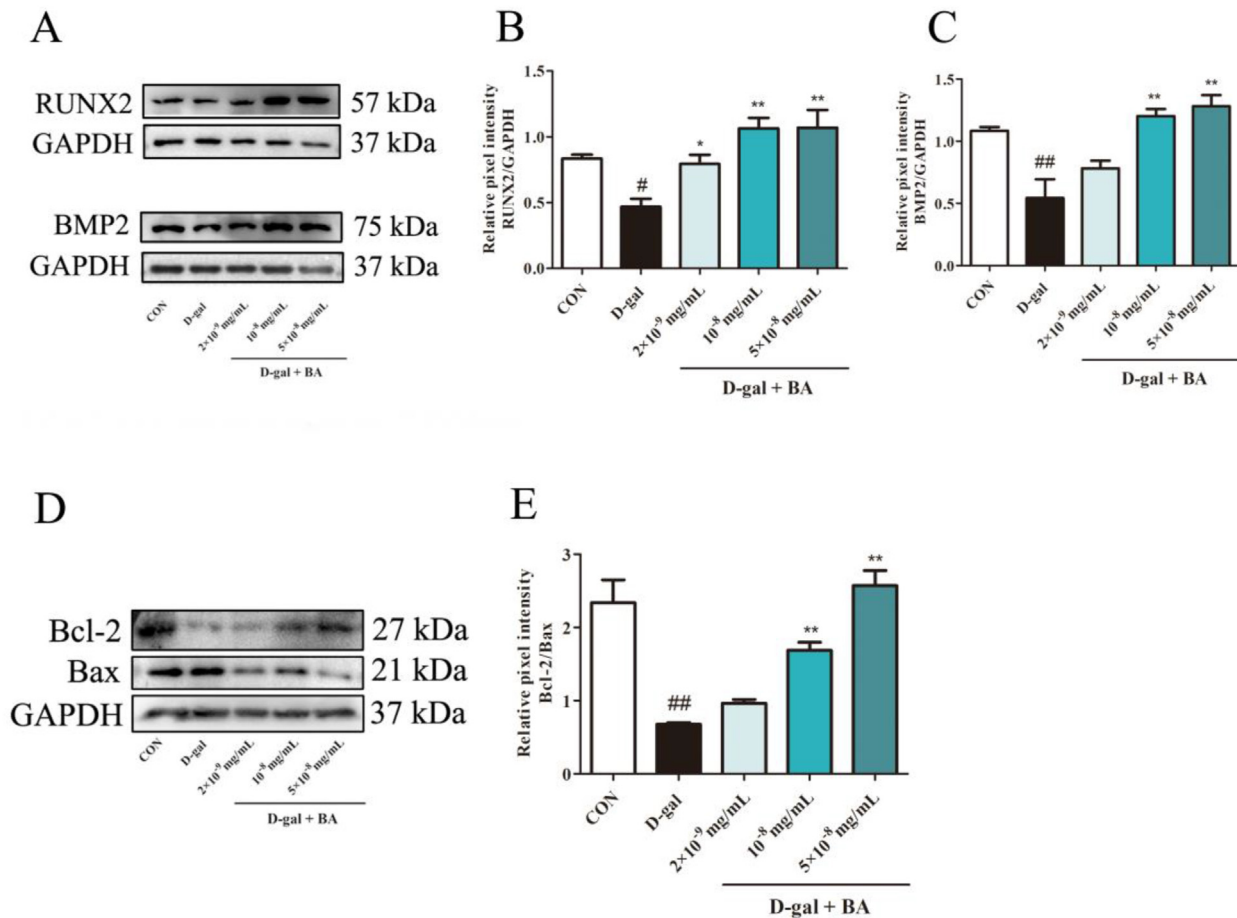 A
RUNX2 57 kDa
GAPDH 37 kDa
BMP2 75 kDa
GAPDH 37 kDa
CON
D-gal
2×10⁻⁹ mg/mL
10⁻⁸ mg/mL
5×10⁻⁸ mg/mL
D-gal + BA
B
Relative pixel intensity
RUNX2/GAPDH
1.5
1.0
0.5
0.0
#
*
**
**
CON
D-gal
2×10⁻⁹ mg/mL
10⁻⁸ mg/mL
5×10⁻⁸ mg/mL
D-gal + BA
C
Relative pixel intensity
BMP2/GAPDH
1.5
1.0
0.5
0.0
##
**
**
CON
D-gal
2×10⁻⁹ mg/mL
10⁻⁸ mg/mL
5×10⁻⁸ mg/mL
D-gal + BA
D
Bcl-2 27 kDa
Bax 21 kDa
GAPDH 37 kDa
CON
D-gal
2×10⁻⁹ mg/mL
10⁻⁸ mg/mL
5×10⁻⁸ mg/mL
D-gal + BA
E
Relative pixel intensity
Bcl-2/Bax
3
2
1
0
##
**
**
CON
D-gal
2×10⁻⁹ mg/mL
10⁻⁸ mg/mL
5×10⁻⁸ mg/mL
D-gal + BA